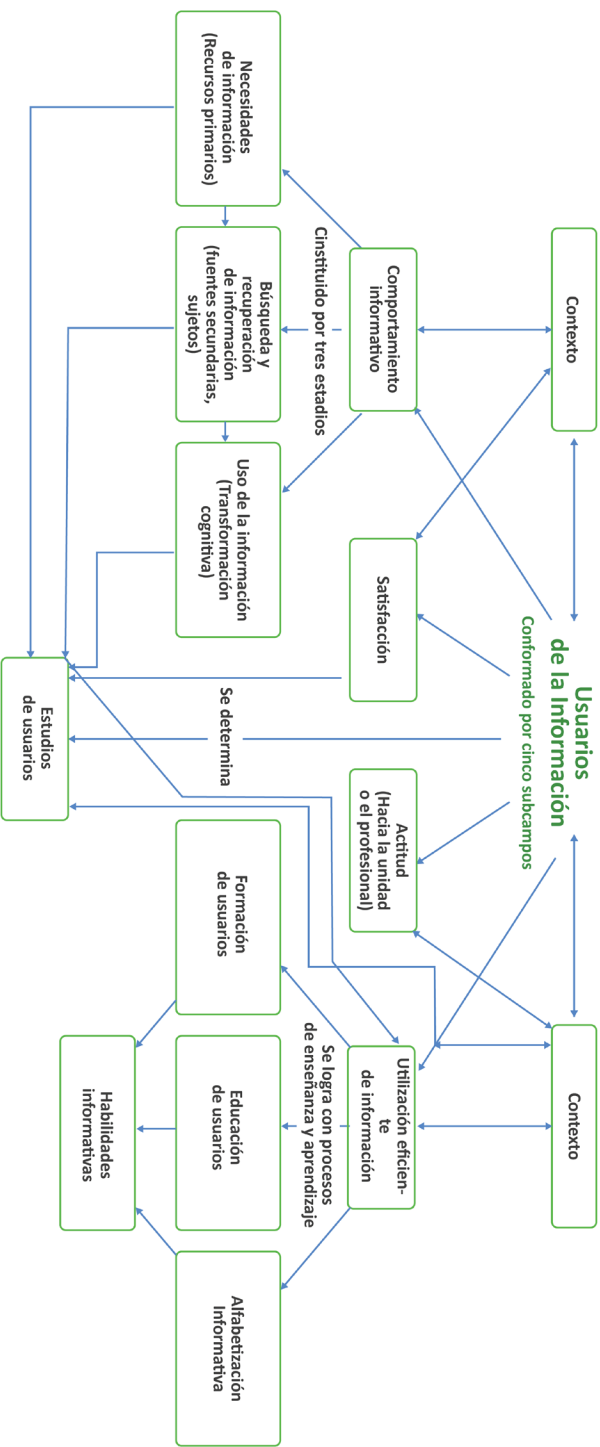 Usuarios
de la Información
Conformado por cinco subcampos
Contexto
Contexto
Comportamiento
informativo
Satisfacción
Actitud
(Hacia la unidad
o el profesional)
Utilización eficien-
te
de información
Cinstituido por tres estadios
Se logra con procesos
de enseñanza y aprendizaje
Necesidades
de información
(Recursos primarios)
Búsqueda y
recuperación
de información
(fuentes secundarias,
sujetos)
Uso de la información
(Transformación
cognitiva)
Se determina
Formación
de usuarios
Educación
de usuarios
Alfabetización
Informativa
Estudios
de usuarios
Habilidades
informativas